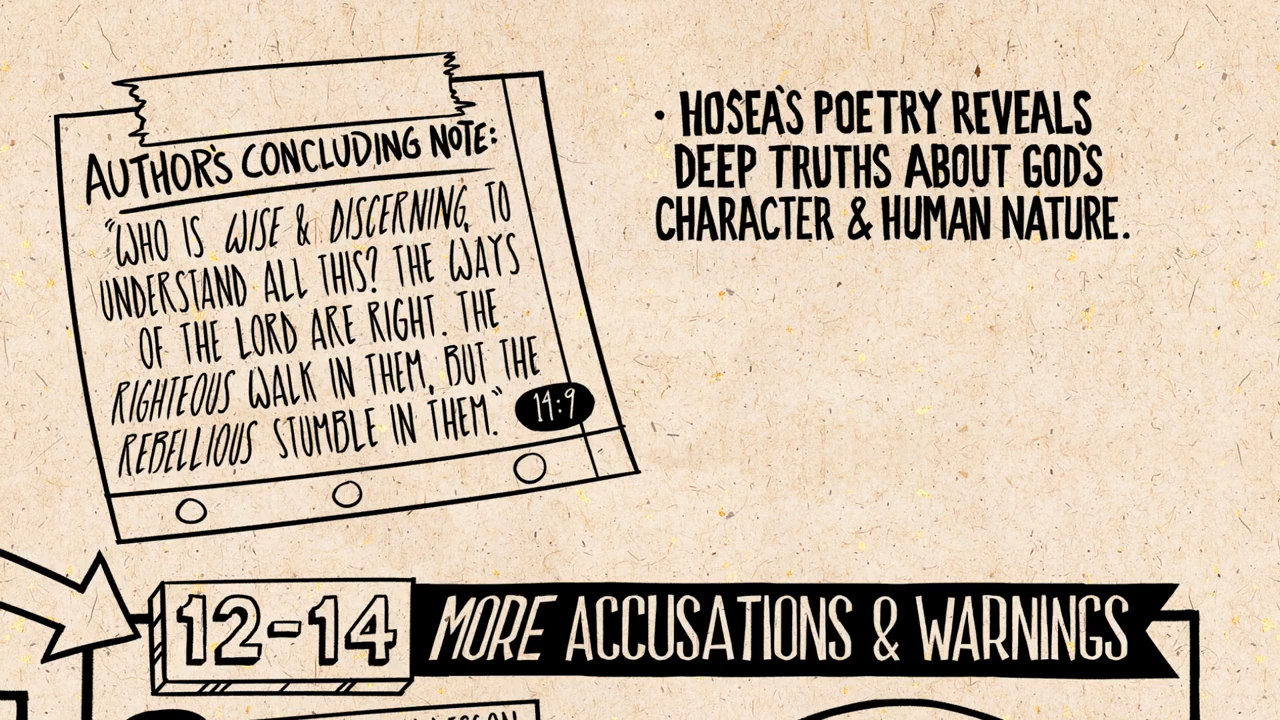 AUTHOR'S CONCLUDING NOTE:
"WHO IS WISE & DISCERNING, TO
UNDERSTAND ALL THIS? THE WAYS
OF THE LORD ARE RIGHT. THE
RIGHTEOUS WALK IN THEM, BUT THE
REBELLIOUS STUMBLE IN THEM."
14:9
• HOSEA'S POETRY REVEALS
DEEP TRUTHS ABOUT GOD'S
CHARACTER & HUMAN NATURE.
12-14
MORE ACCUSATIONS & WARNINGS